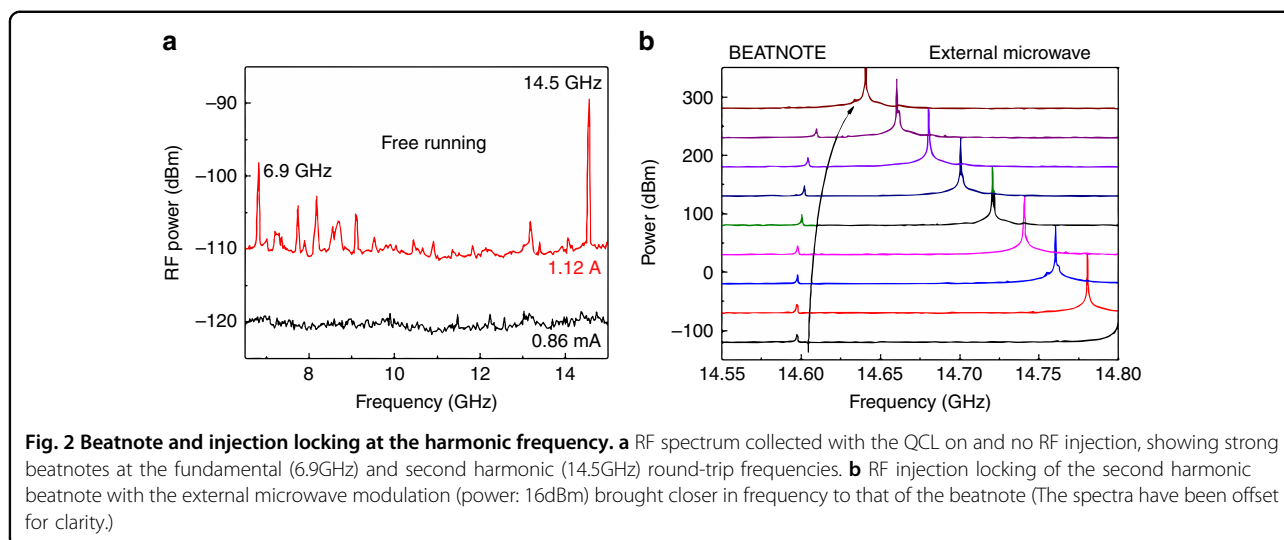 a
RF power (dBm)
−90
−100
−110
−120
14.5 GHz
Free running
6.9 GHz
1.12 A
0.86 mA
8
10
12
14
Frequency (GHz)
b
BEATNOTE
External microwave
Power (dBm)
300
200
100
0
−100
14.55
14.60
14.65
14.70
14.75
14.80
Frequency (GHz)
Fig. 2 Beatnote and injection locking at the harmonic frequency. a RF spectrum collected with the QCL on and no RF injection, showing strong
beatnotes at the fundamental (6.9GHz) and second harmonic (14.5GHz) round-trip frequencies. b RF injection locking of the second harmonic
beatnote with the external microwave modulation (power: 16dBm) brought closer in frequency to that of the beatnote (The spectra have been offset
for clarity.)